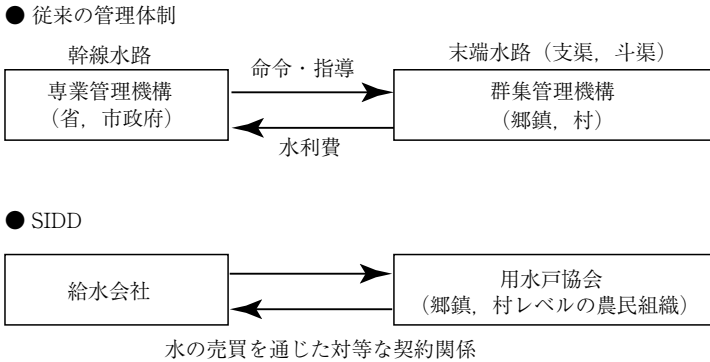 ● 従来の管理体制
幹線水路
末端水路（支渠，斗渠）
専業管理機構
（省，市政府）
命令・指導
水利費
群集管理機構
（郷鎮，村）
● SIDD
給水会社
用水戸協会
（郷鎮，村レベルの農民組織）
水の売買を通じた対等な契約関係